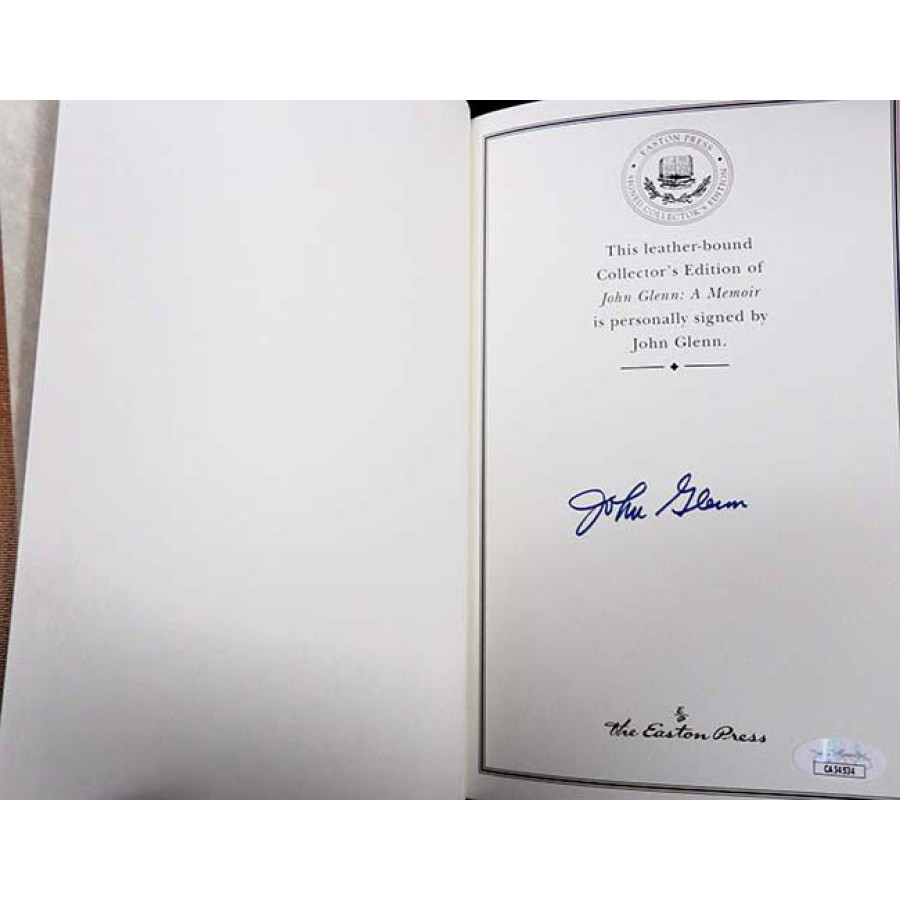 EASTON PRESS
SIGNED COLLECTOR'S EDITION
This leather-bound
Collector's Edition of
John Glenn: A Memoir
is personally signed by
John Glenn.
John Glenn
The Easton Press
CA54534